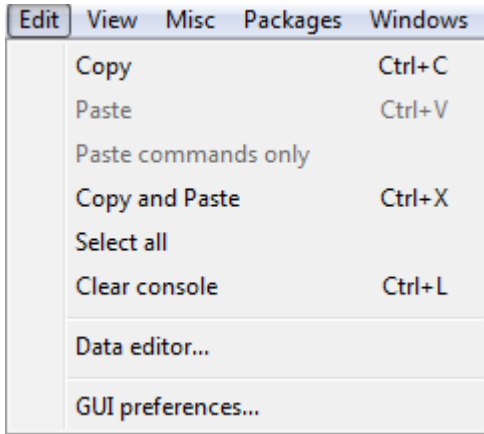 Edit View Misc Packages Windows
Copy Ctrl+C
Paste Ctrl+V
Paste commands only
Copy and Paste Ctrl+X
Select all
Clear console Ctrl+L
Data editor...
GUI preferences...